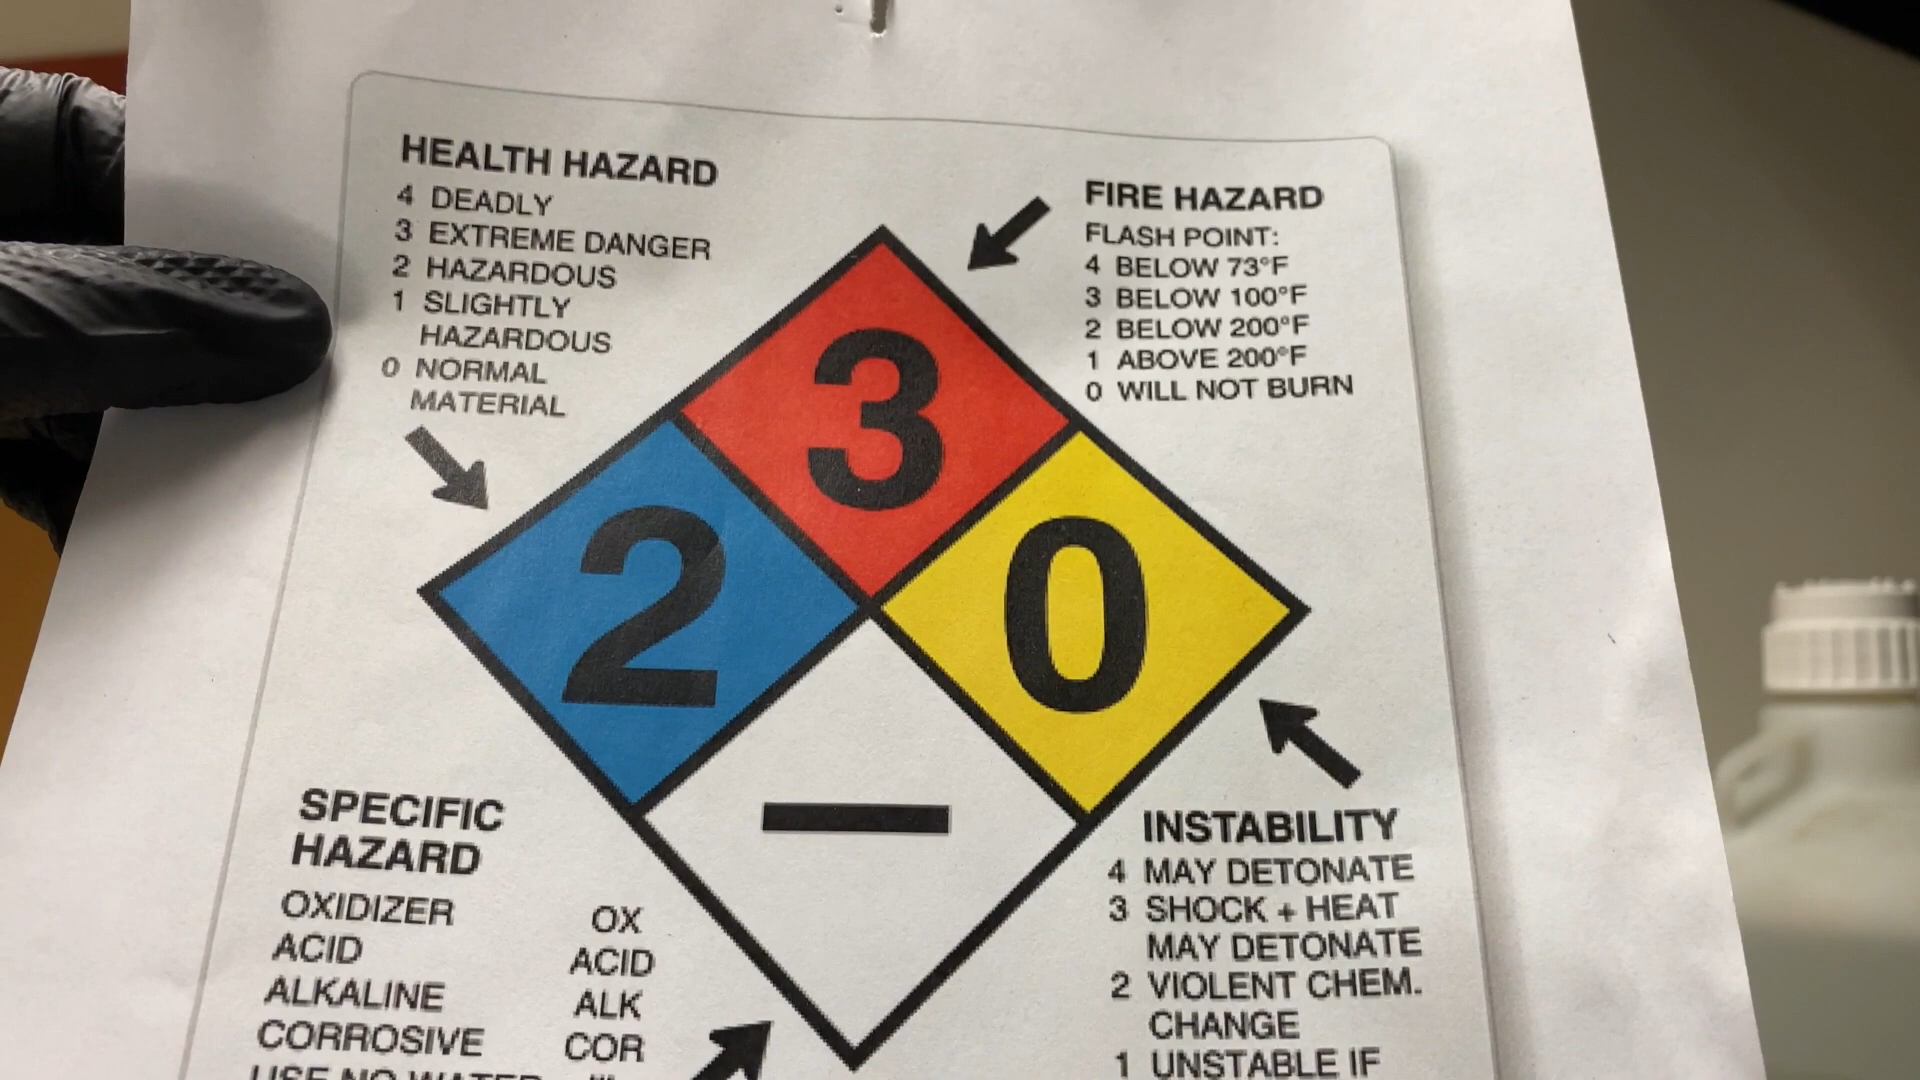 HEALTH HAZARD
4 DEADLY
3 EXTREME DANGER
2 HAZARDOUS
1 SLIGHTLY
HAZARDOUS
0 NORMAL
MATERIAL
FIRE HAZARD
FLASH POINT:
4 BELOW 73°F
3 BELOW 100°F
2 BELOW 200°F
1 ABOVE 200°F
0 WILL NOT BURN
3
2
0
—
SPECIFIC
HAZARD
OXIDIZER OX
ACID ACID
ALKALINE ALK
CORROSIVE COR
USE NO WATER
INSTABILITY
4 MAY DETONATE
3 SHOCK + HEAT
MAY DETONATE
2 VIOLENT CHEM.
CHANGE
1 UNSTABLE IF